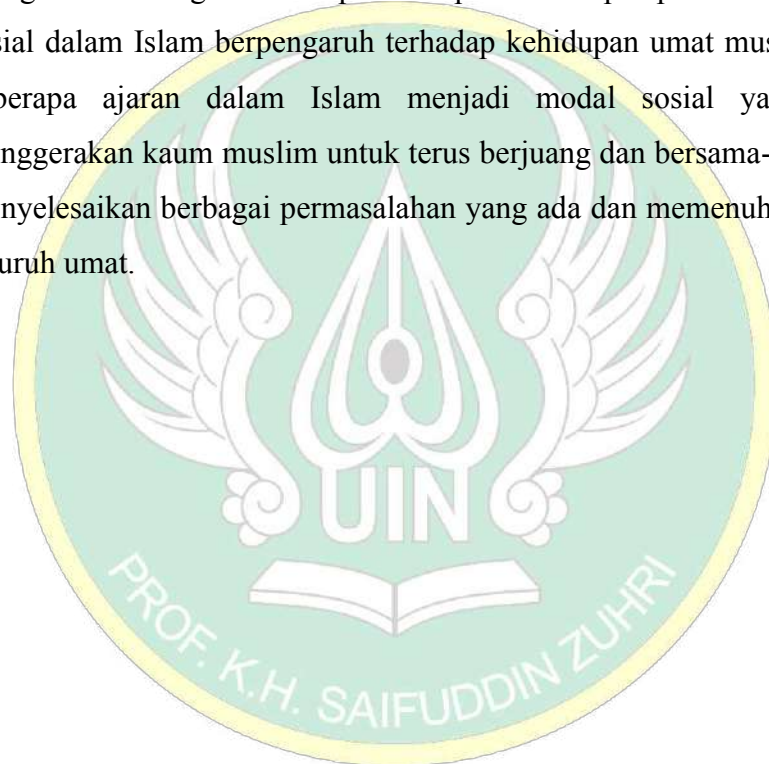 sial dalam Islam berpengaruh terhadap kehidupan umat mus
berapa ajaran dalam Islam menjadi modal sosial ya
nggerakan kaum muslim untuk terus berjuang dan bersama-
nyelesaikan berbagai permasalahan yang ada dan memenuh
uruh umat.
UIN
PROF. K.H. SAIFUDDIN ZUHRI